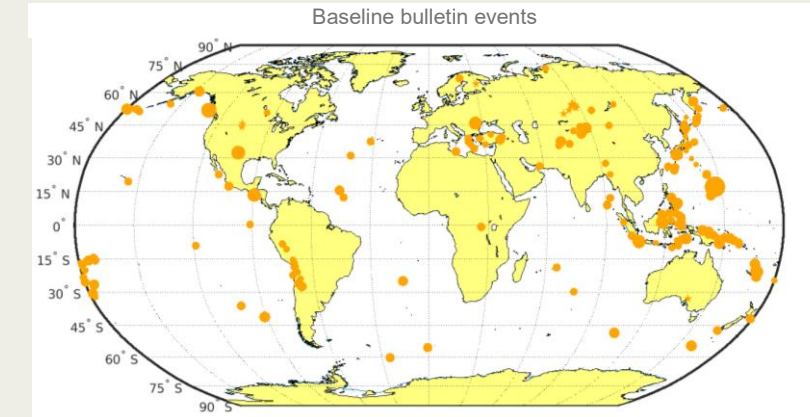 Baseline bulletin events
90° N
75° N
60° N
45° N
30° N
15° N
0°
15° S
30° S
45° S
60° S
75° S
90° S